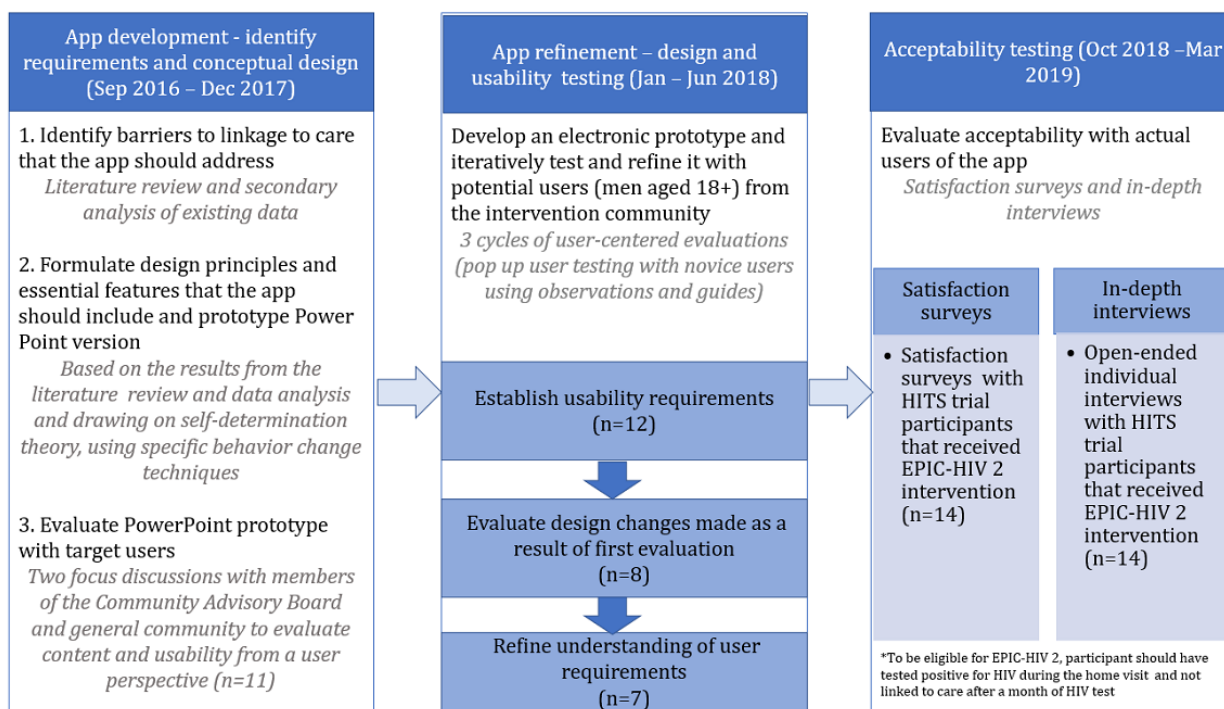 App development - identify
requirements and conceptual design
(Sep 2016 – Dec 2017)
1. Identify barriers to linkage to care
that the app should address
Literature review and secondary
analysis of existing data
2. Formulate design principles and
essential features that the app
should include and prototype Power
Point version
Based on the results from the
literature review and data analysis
and drawing on self-determination
theory, using specific behavior change
techniques
3. Evaluate PowerPoint prototype
with target users
Two focus discussions with members
of the Community Advisory Board
and general community to evaluate
content and usability from a user
perspective (n=11)
App refinement – design and
usability testing (Jan – Jun 2018)
Develop an electronic prototype and
iteratively test and refine it with
potential users (men aged 18+) from
the intervention community
3 cycles of user-centered evaluations
(pop up user testing with novice users
using observations and guides)
Establish usability requirements
(n=12)
Evaluate design changes made as a
result of first evaluation
(n=8)
Refine understanding of user
requirements
(n=7)
Acceptability testing (Oct 2018 –Mar
2019)
Evaluate acceptability with actual
users of the app
Satisfaction surveys and in-depth
interviews
Satisfaction
surveys
• Satisfaction
surveys with
HITS trial
participants
that received
EPIC-HIV 2
intervention
(n=14)
In-depth
interviews
• Open-ended
individual
interviews
with HITS
trial
participants
that received
EPIC-HIV 2
intervention
(n=14)
*To be eligible for EPIC-HIV 2, participant should have
tested positive for HIV during the home visit and not
linked to care after a month of HIV test